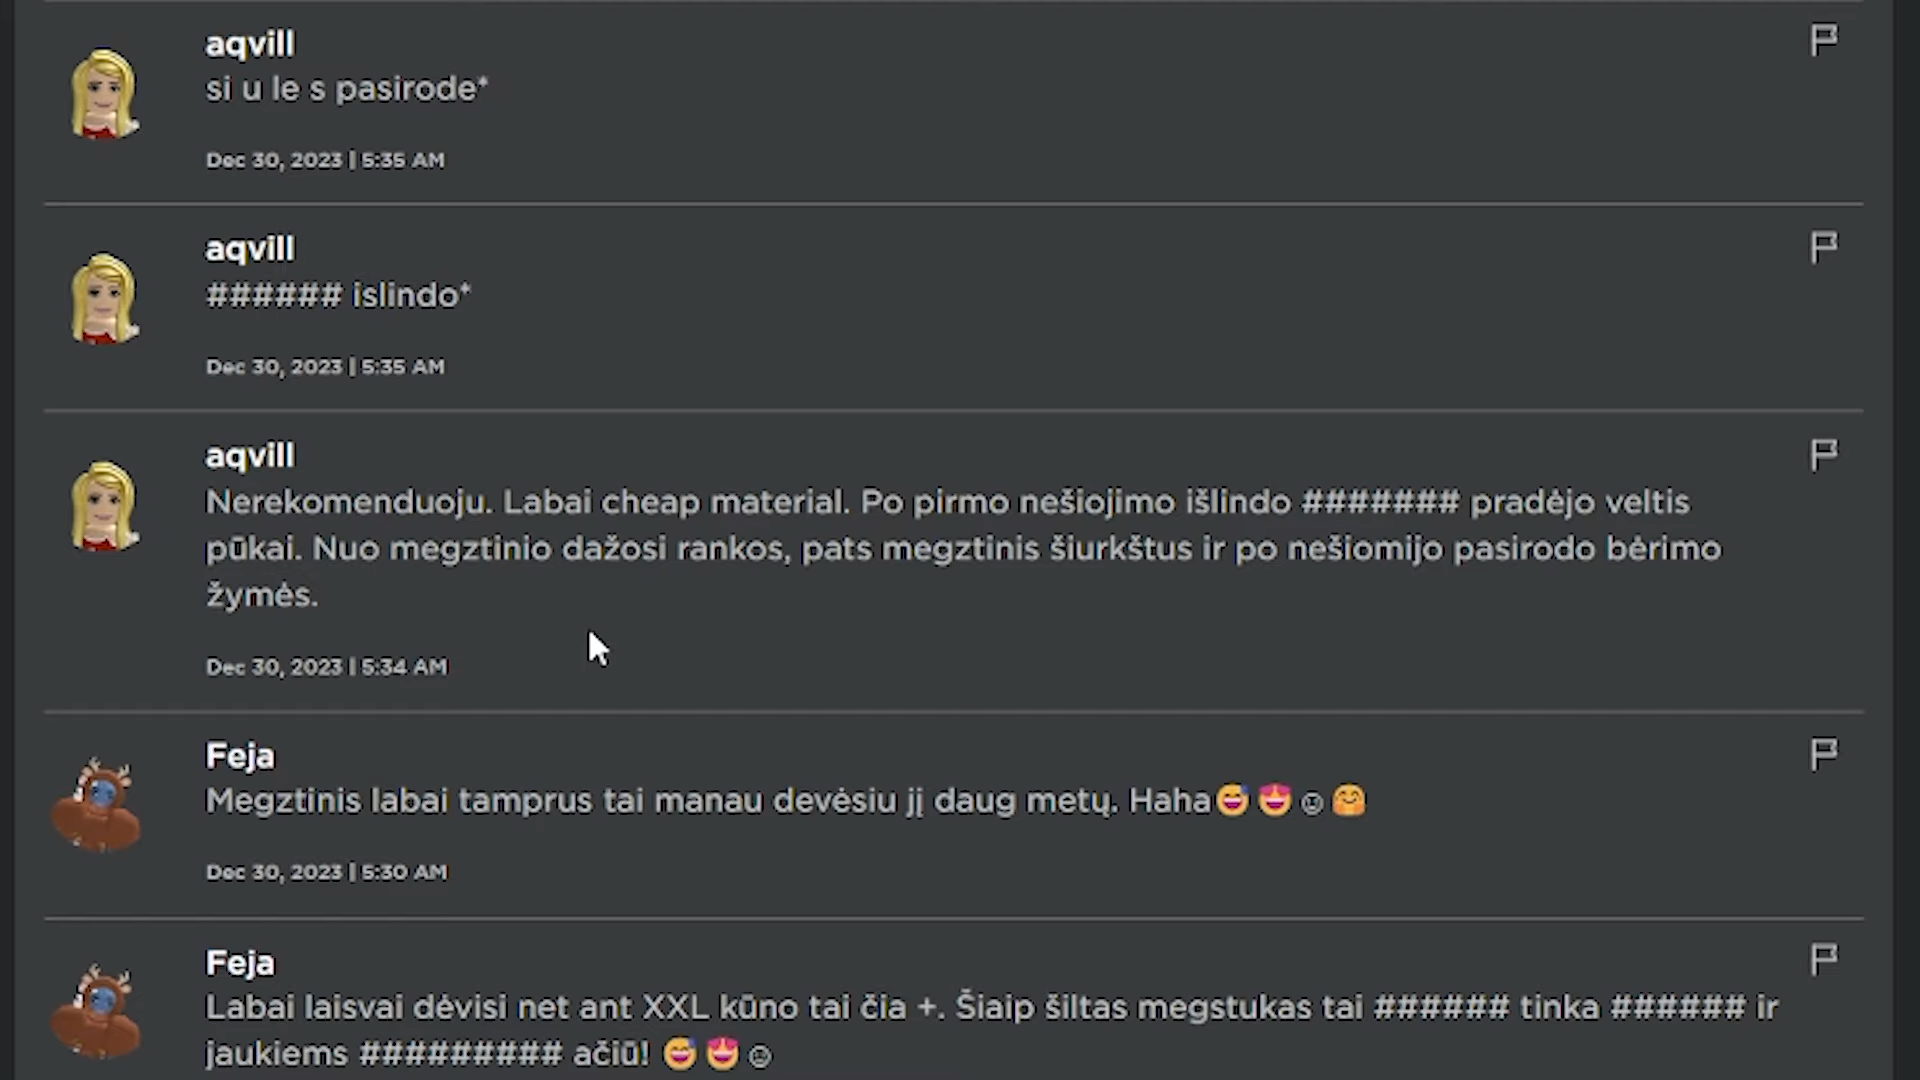 aqvill
si u le s pasirode*
Dec 30, 2023 | 5:35 AM
aqvill
###### islindo*
Dec 30, 2023 | 5:35 AM
aqvill
Nerekomenduoju. Labai cheap material. Po pirmo nešiojimo išlindo ####### pradėjo veltis
pūkai. Nuo megztinio dažosi rankos, pats megztinis šiurkštus ir po nešiomijo pasirodo bėrimo
žymės.
Dec 30, 2023 | 5:34 AM
Feja
Megztinis labai tamprus tai manau devėsiu jį daug metų. Haha😅😍☺🤗
Dec 30, 2023 | 5:30 AM
Feja
Labai laisvai dėvisi net ant XXL kūno tai čia +. Šiaip šiltas megstukas tai ###### tinka ###### ir
jaukiems ######### ačiū! 😅😍☺